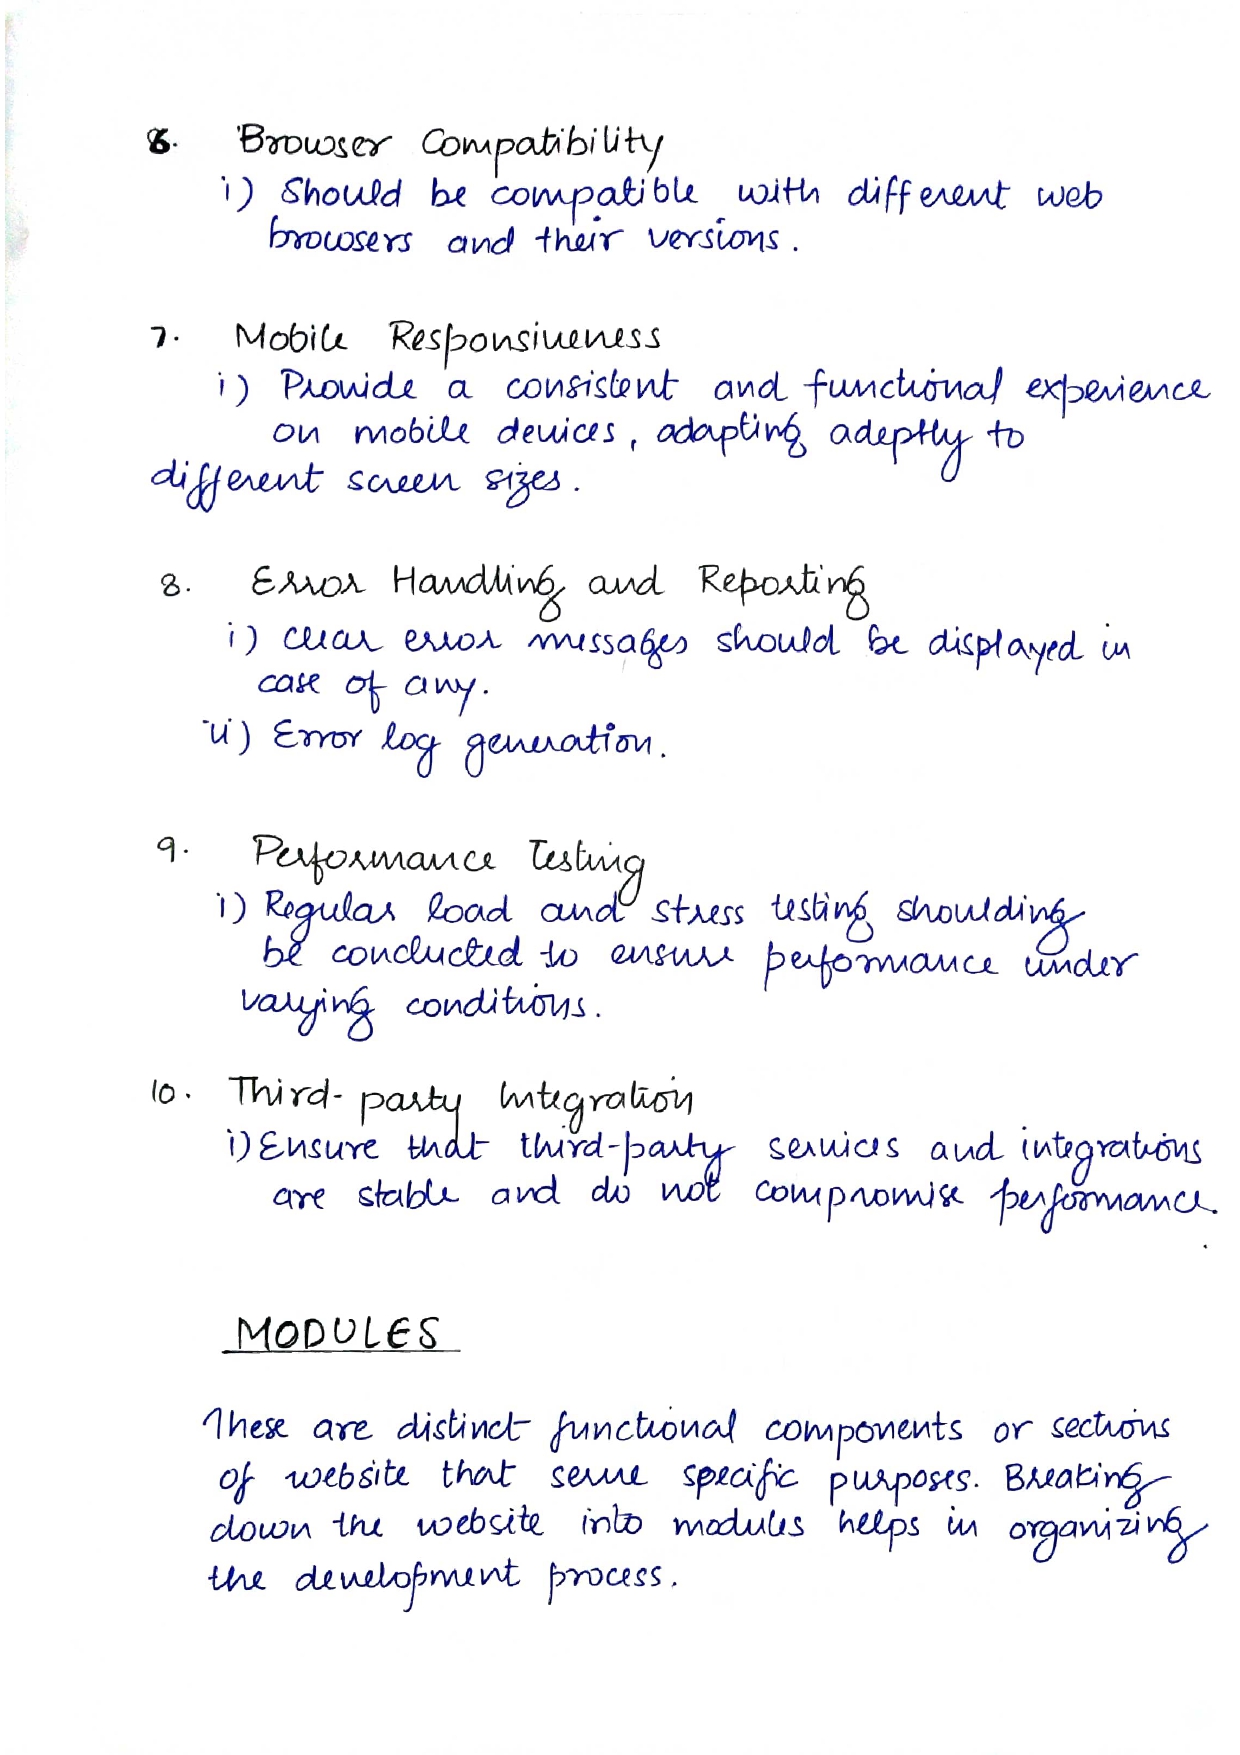 6. Browser Compatibility
i) Should be compatible with different web
browsers and their versions.
7. Mobile Responsiveness
i) Provide a consistent and functional experience
on mobile devices, adapting adeptly to
different screen sizes.
8. Error Handling and Reporting
i) clear error messages should be displayed in
case of any.
ii) Error log generation.
9. Performance Testing
i) Regular load and stress testing shoulding
be conducted to ensure performance under
varying conditions.
10. Third-party Integration
i) Ensure that third-party services and integrations
are stable and do not compromise performance.
MODULES
These are distinct functional components or sections
of website that serve specific purposes. Breaking
down the website into modules helps in organizing
the development process.